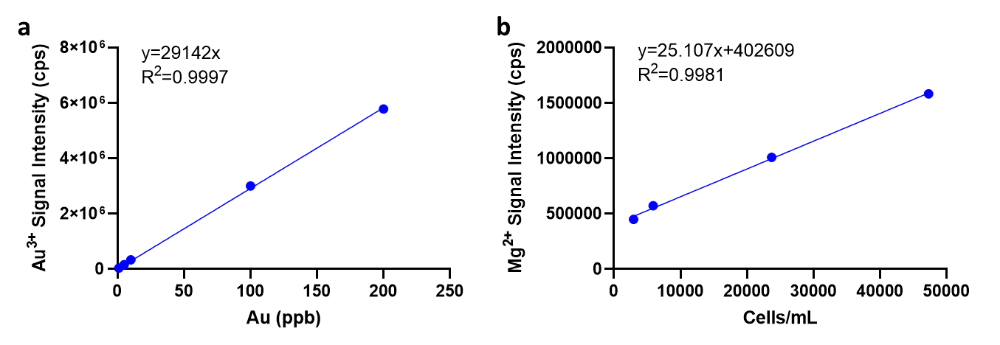 a
y=29142x
R²=0.9997
8×10⁶
6×10⁶
4×10⁶
2×10⁶
0
Au³⁺ Signal Intensity (cps)
0 50 100 150 200 250
Au (ppb)
b
y=25.107x+402609
R²=0.9981
2000000
1500000
1000000
500000
0
Mg²⁺ Signal Intensity (cps)
0 10000 20000 30000 40000 50000
Cells/mL